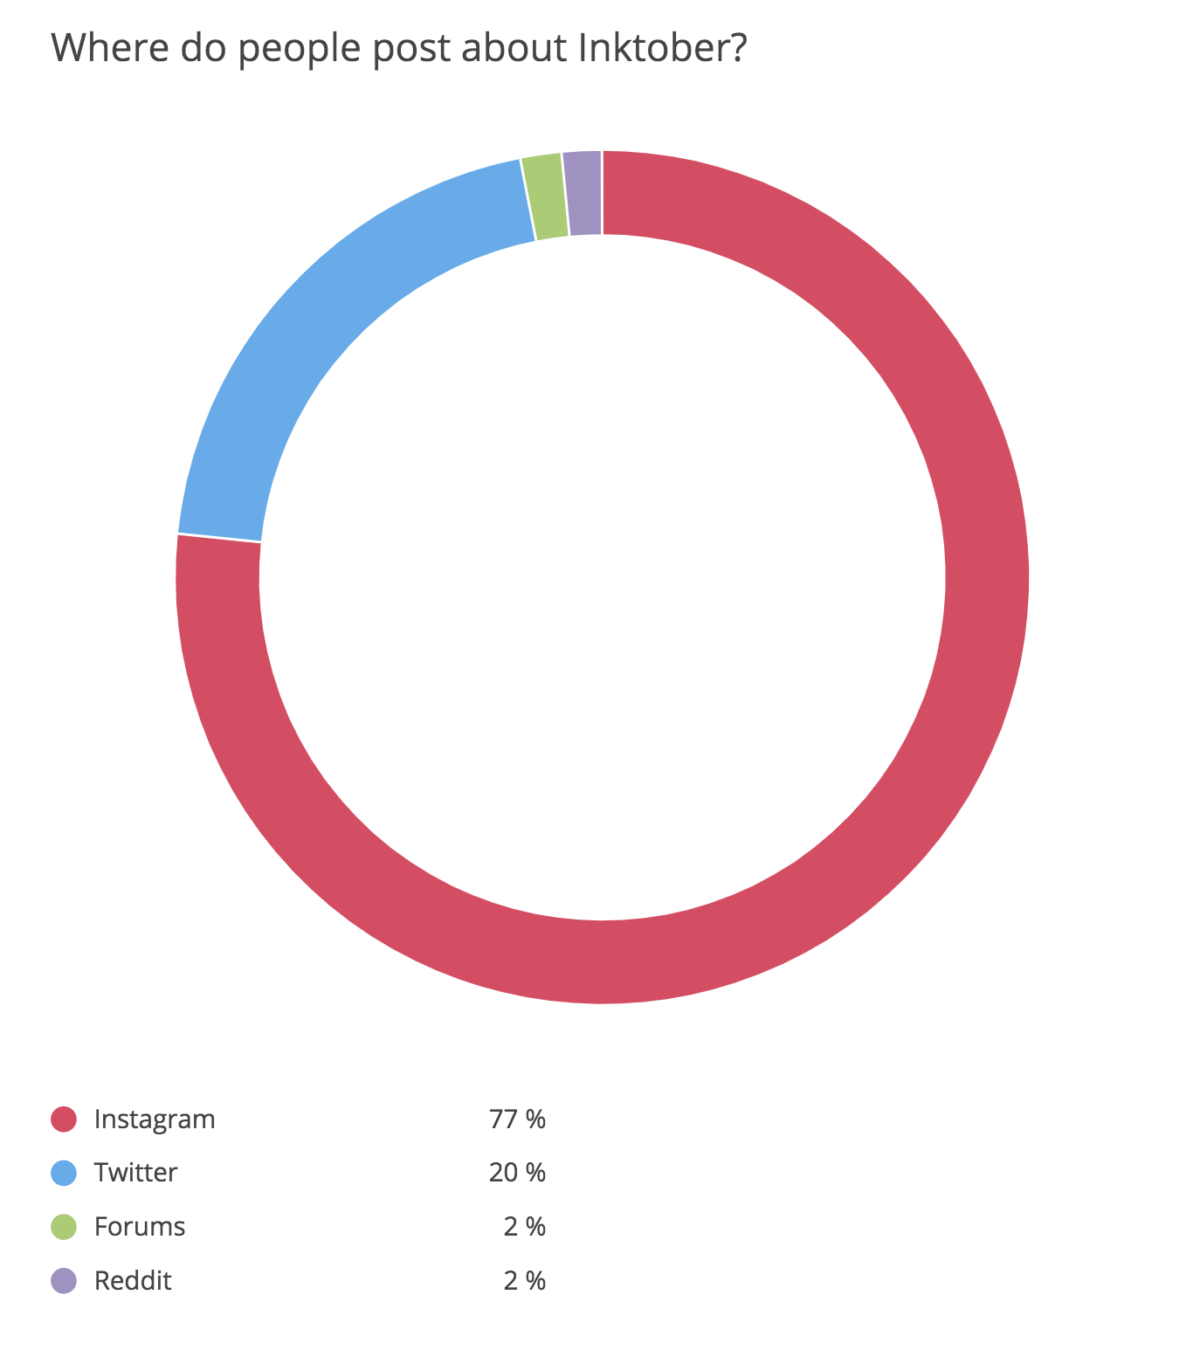 Where do people post about Inktober?
Instagram 77 %
Twitter 20 %
Forums 2 %
Reddit 2 %